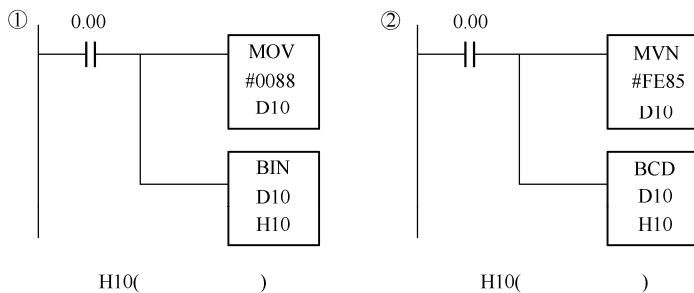 ① 0.00
MOV
#0088
D10
BIN
D10
H10
H10( )
② 0.00
MVN
#FE85
D10
BCD
D10
H10
H10( )